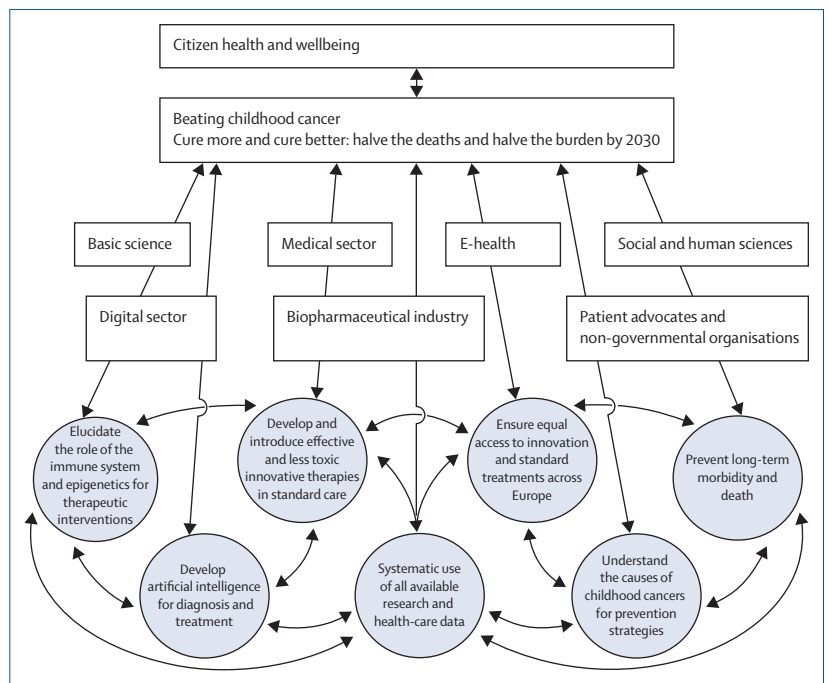 Citizen health and wellbeing
Beating childhood cancer
Cure more and cure better: halve the deaths and halve the burden by 2030
Basic science
Medical sector
E-health
Social and human sciences
Digital sector
Biopharmaceutical industry
Patient advocates and
non-governmental organisations
Elucidate
the role of the
immune system
and epigenetics for
therapeutic
interventions
Develop and
introduce effective
and less toxic
innovative therapies
in standard care
Ensure equal
access to innovation
and standard
treatments across
Europe
Prevent long-term
morbidity and
death
Develop
artificial intelligence
for diagnosis and
treatment
Systematic use
of all available
research and
health-care data
Understand
the causes of
childhood cancers
for prevention
strategies